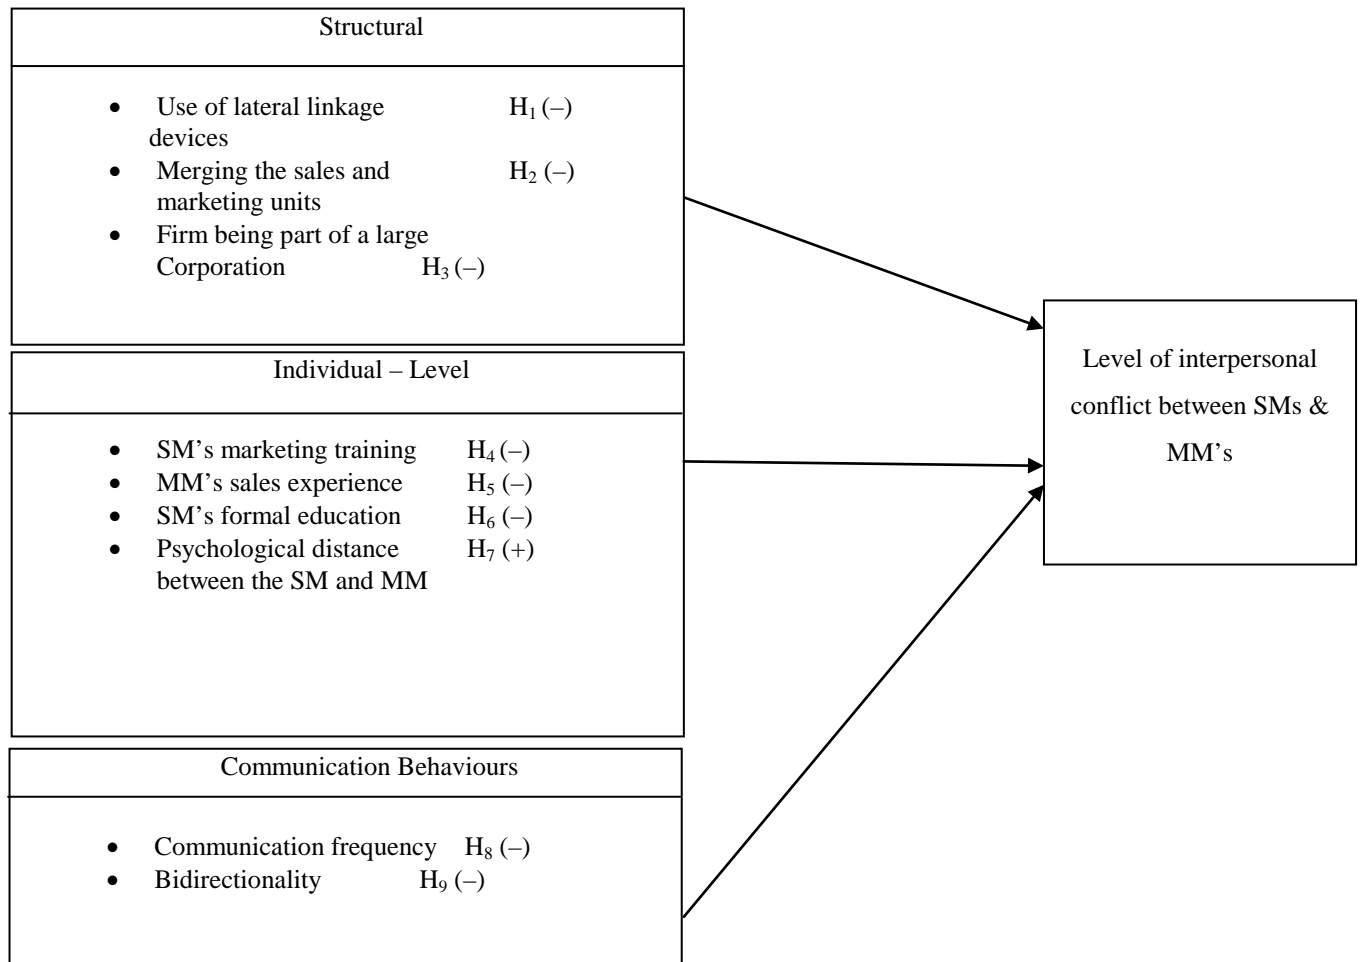 Structural
• Use of lateral linkage H₁ (–)
devices
• Merging the sales and H₂ (–)
marketing units
• Firm being part of a large
Corporation H₃ (–)
Individual – Level
• SM’s marketing training H₄ (–)
• MM’s sales experience H₅ (–)
• SM’s formal education H₆ (–)
• Psychological distance H₇ (+)
between the SM and MM
Communication Behaviours
• Communication frequency H₈ (–)
• Bidirectionality H₉ (–)
Level of interpersonal
conflict between SMs &
MM’s